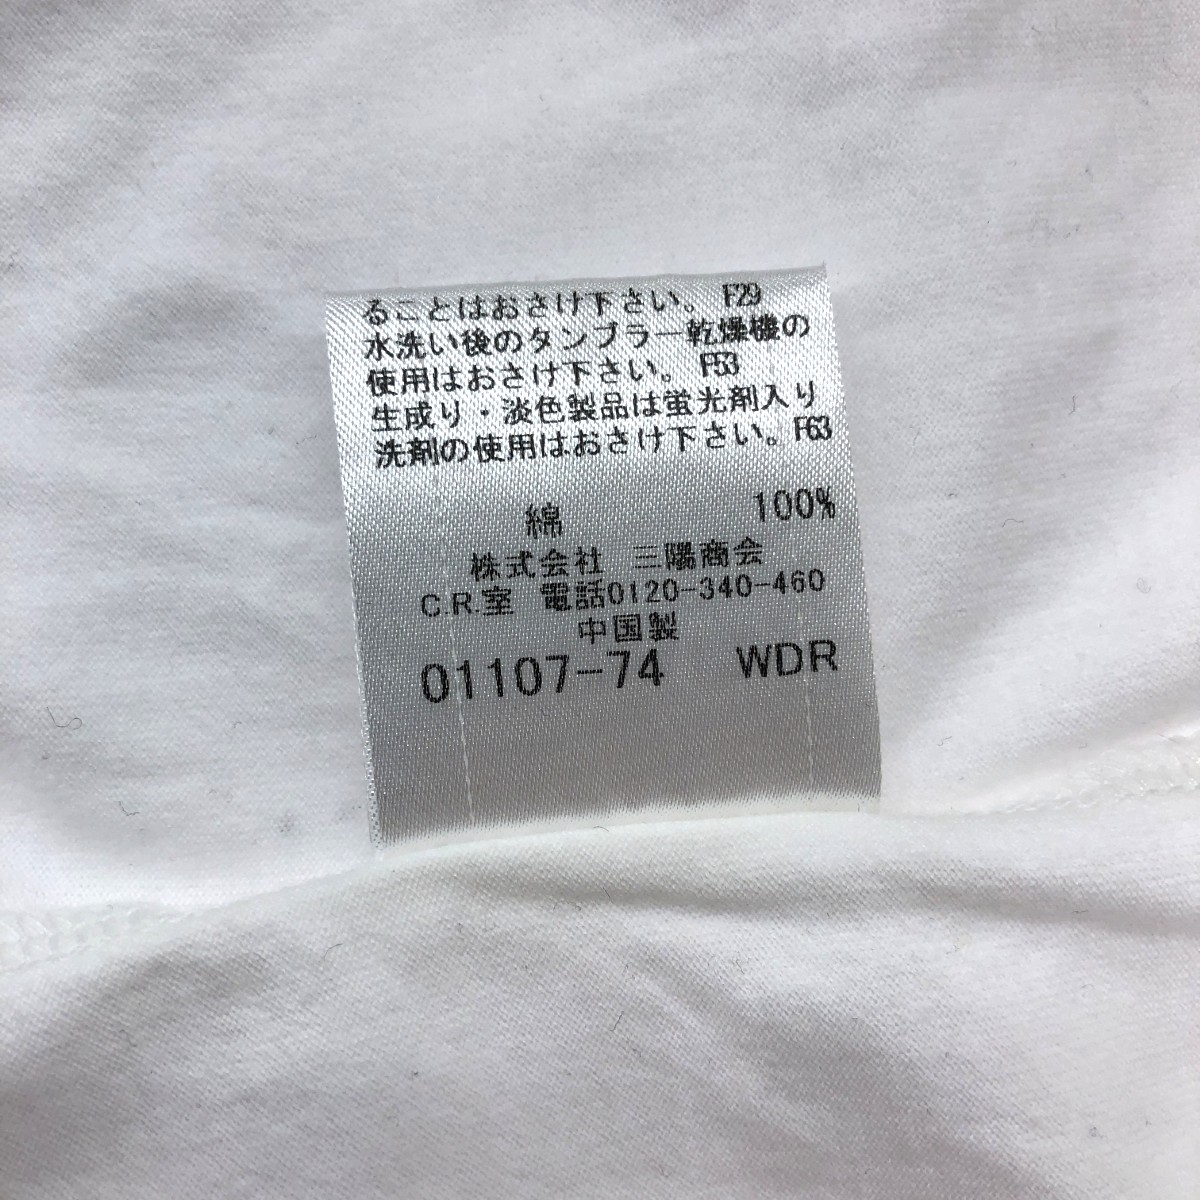 ることはおさけ下さい。 F29
水洗い後のタンブラー乾燥機の
使用はおさけ下さい。 F53
生成り・淡色製品は蛍光剤入り
洗剤の使用はおさけ下さい。F63
綿 100%
株式会社 三陽商会
C.R.室 電話0120-340-460
中国製
01107-74 WDR